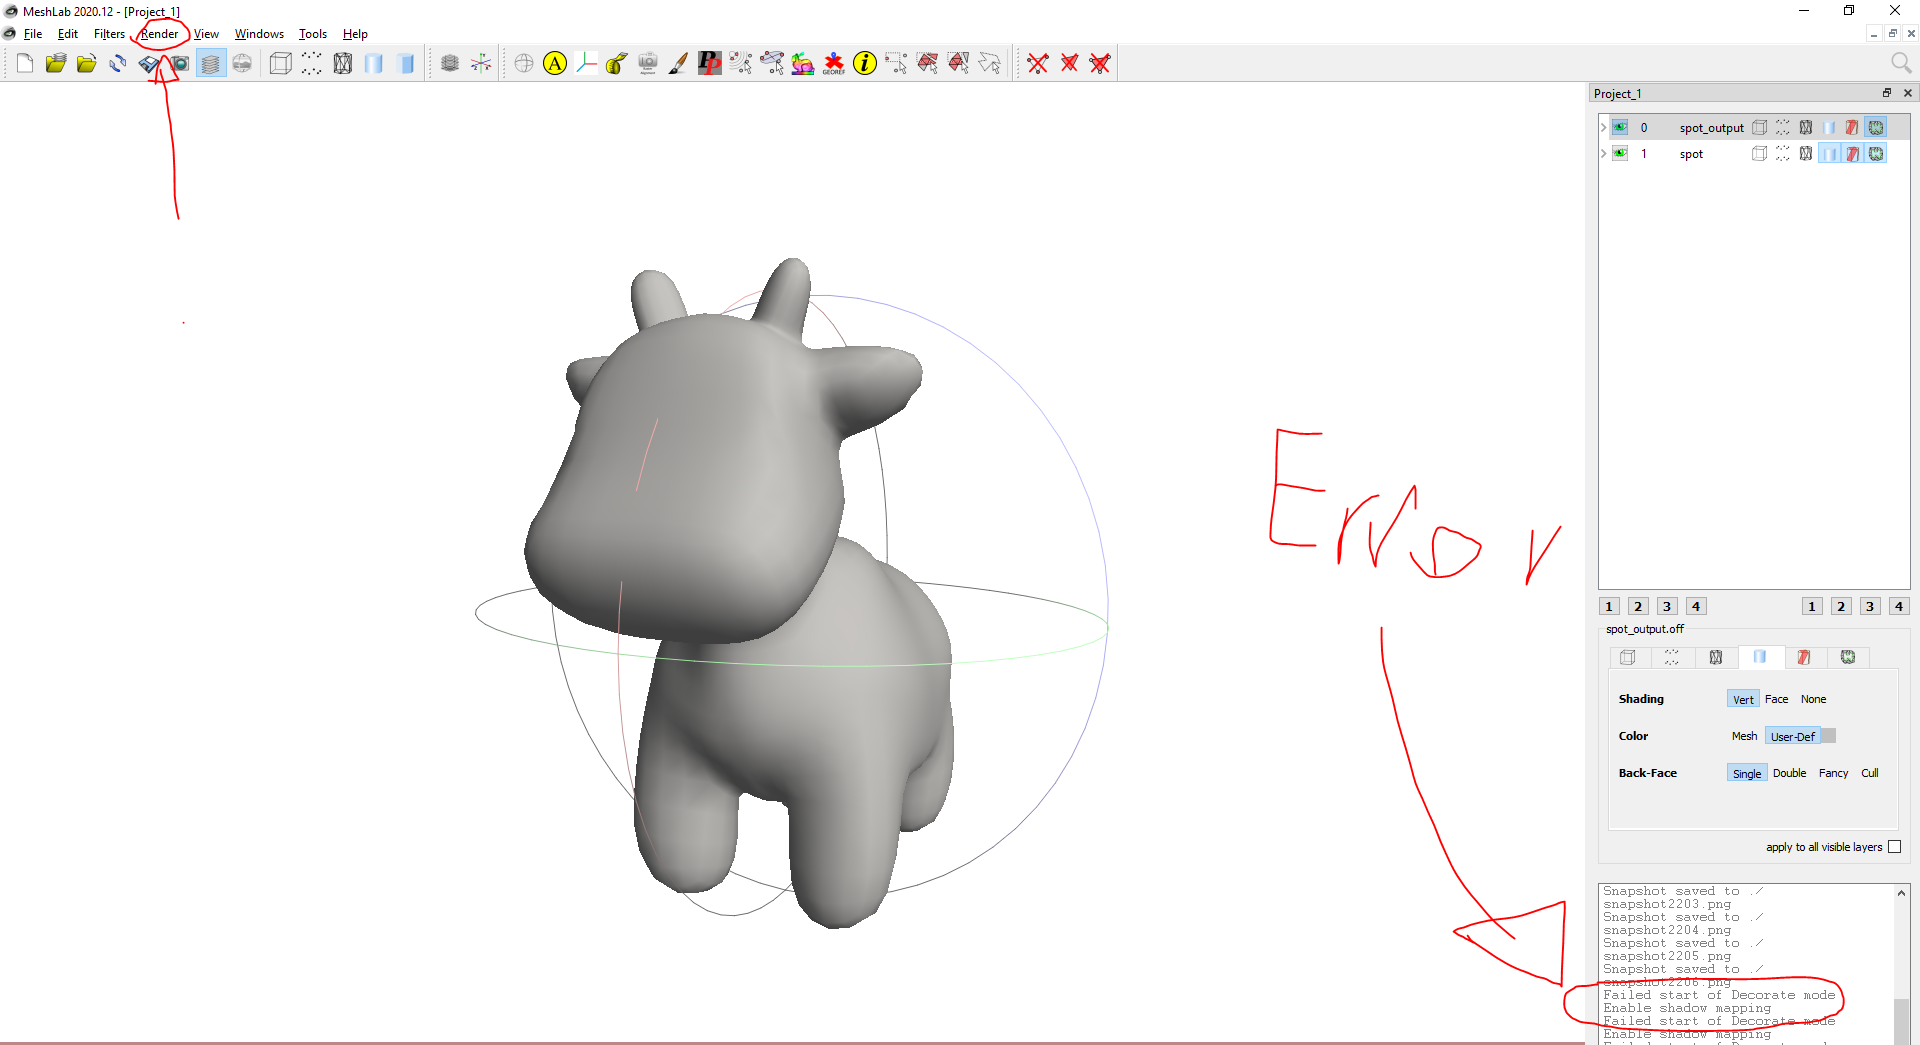 MeshLab 2020.12 - [Project_1]
File Edit Filters Render View Windows Tools Help
A PP GEOREF i
Project_1
0 spot_output
1 spot
Error
1 2 3 4 1 2 3 4
spot_output.off
Shading Vert Face None
Color Mesh User-Def
Back-Face Single Double Fancy Cull
apply to all visible layers
Snapshot saved to ./
snapshot2203.png
Snapshot saved to ./
snapshot2204.png
Snapshot saved to ./
snapshot2205.png
Snapshot saved to ./
snapshot2206.png
Failed start of Decorate mode
Enable shadow mapping
Failed start of Decorate mode
Enable shadow mapping